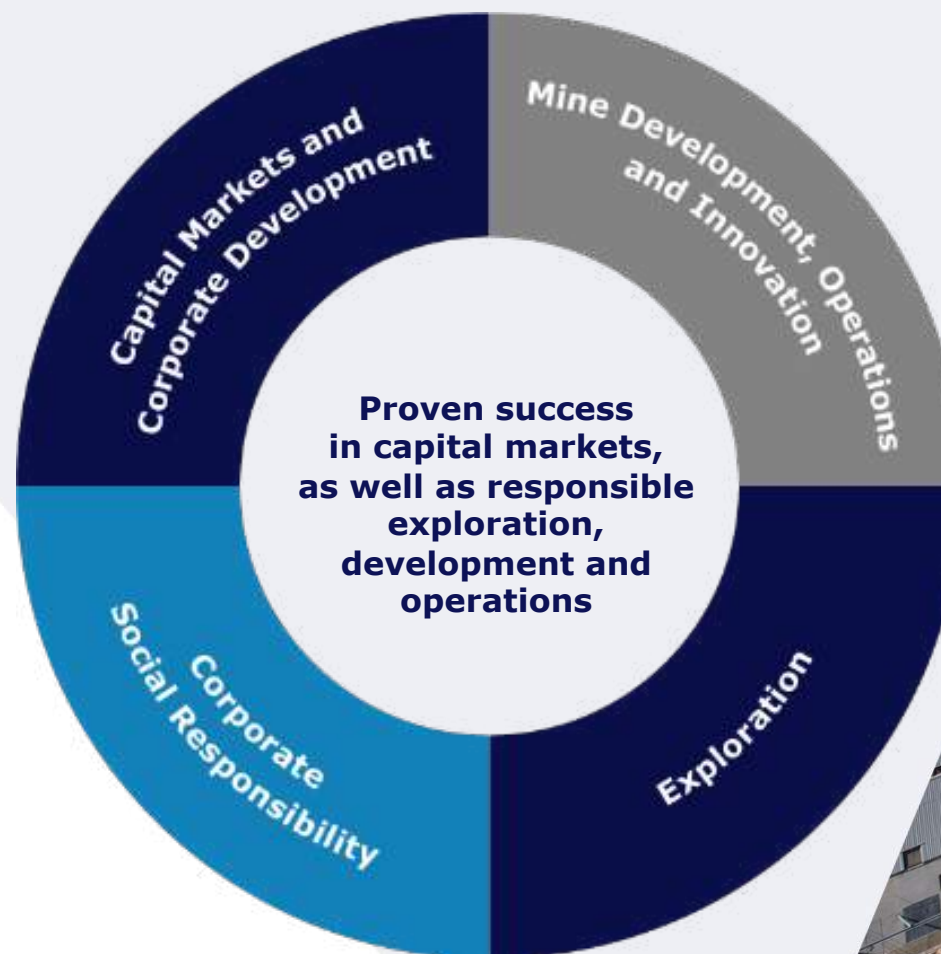 Capital Markets and
Corporate Development
Mine Development, Operations
and Innovation
Proven success
in capital markets,
as well as responsible
exploration,
development and
operations
Corporate
Social Responsibility
Exploration